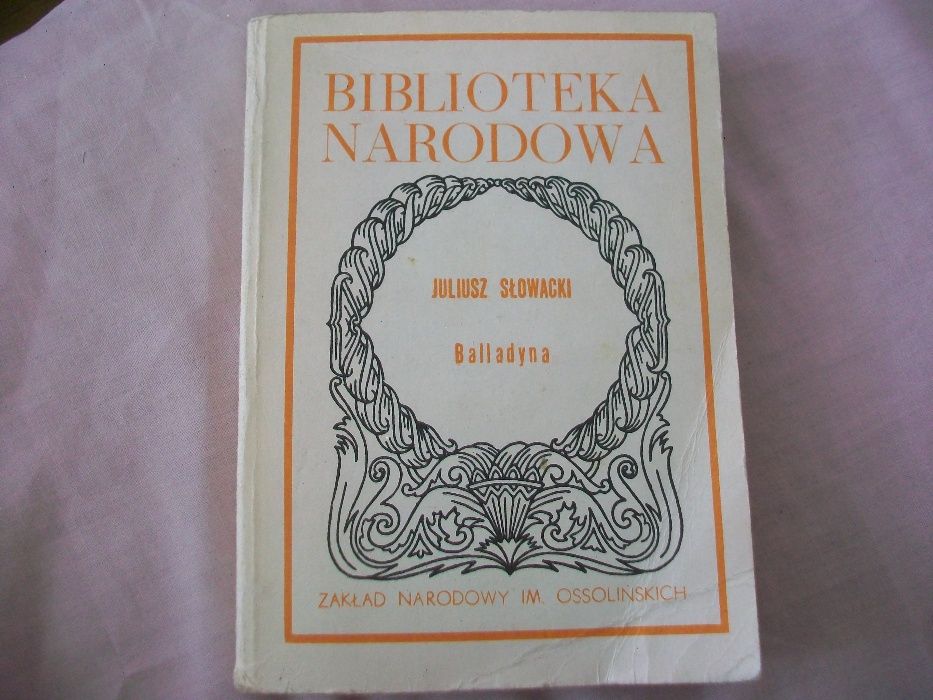 BIBLIOTEKA
NARODOWA
JULIUSZ SŁOWACKI
Balladyna
ZAKŁAD NARODOWY IM. OSSOLIŃSKICH